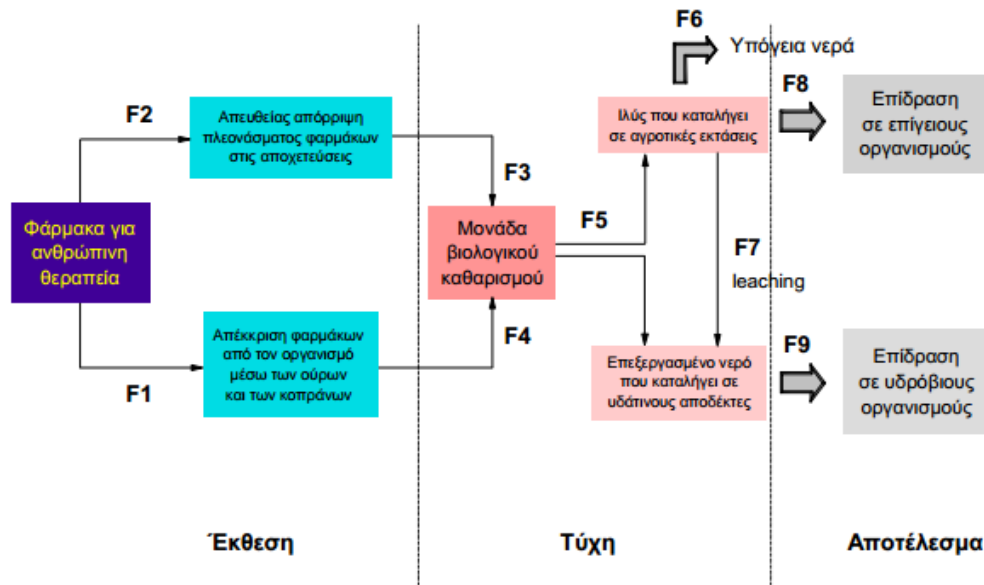 F6
Υπόγεια νερά
F2
Απευθείας απόρριψη
πλεονάσματος φαρμάκων
στις αποχετεύσεις
Ιλύς που καταλήγει
σε αγροτικές εκτάσεις
F8
Επίδραση
σε επίγειους
οργανισμούς
F3
Φάρμακα για
ανθρώπινη
θεραπεία
Μονάδα
βιολογικού
καθαρισμού
F5
F7
leaching
F1
Απέκκριση φαρμάκων
από τον οργανισμό
μέσω των ούρων
και των κοπράνων
F4
Επεξεργασμένο νερό
που καταλήγει σε
υδάτινους αποδέκτες
F9
Επίδραση
σε υδρόβιους
οργανισμούς
Έκθεση
Τύχη
Αποτέλεσμα